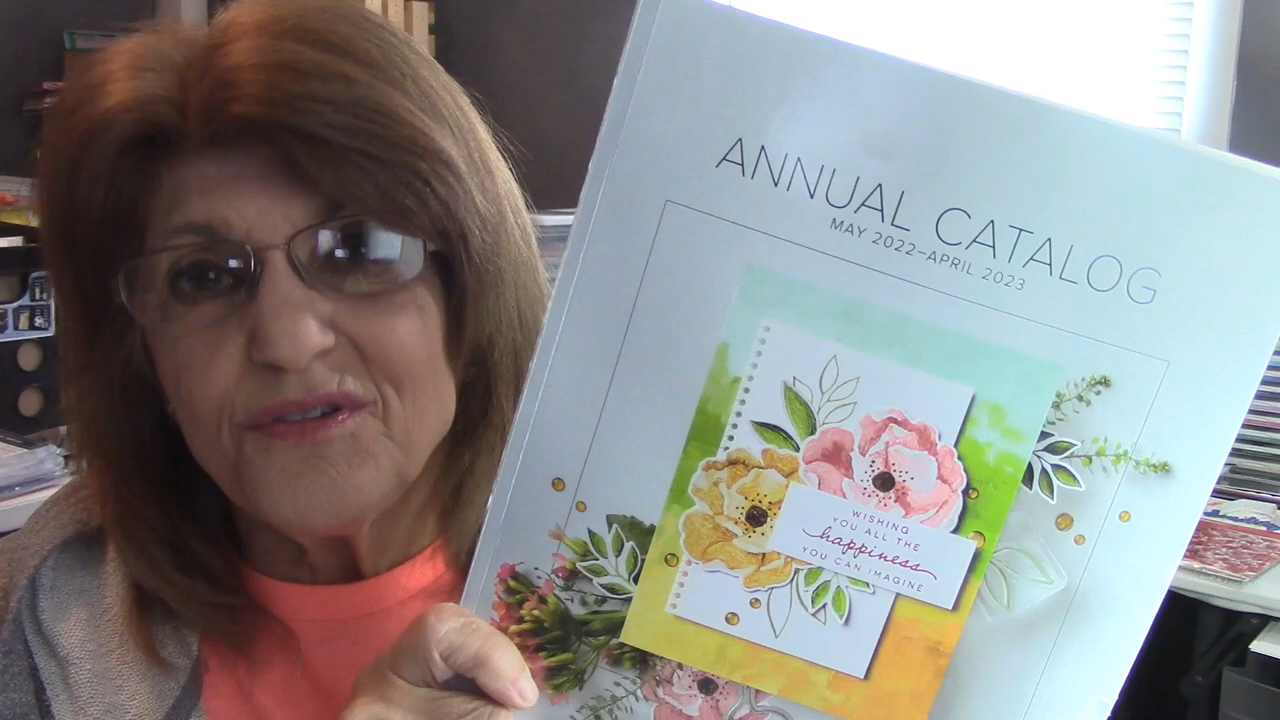 ANNUAL CATALOG
MAY 2022–APRIL 2023
WISHING
YOU ALL THE
happiness
YOU CAN IMAGINE